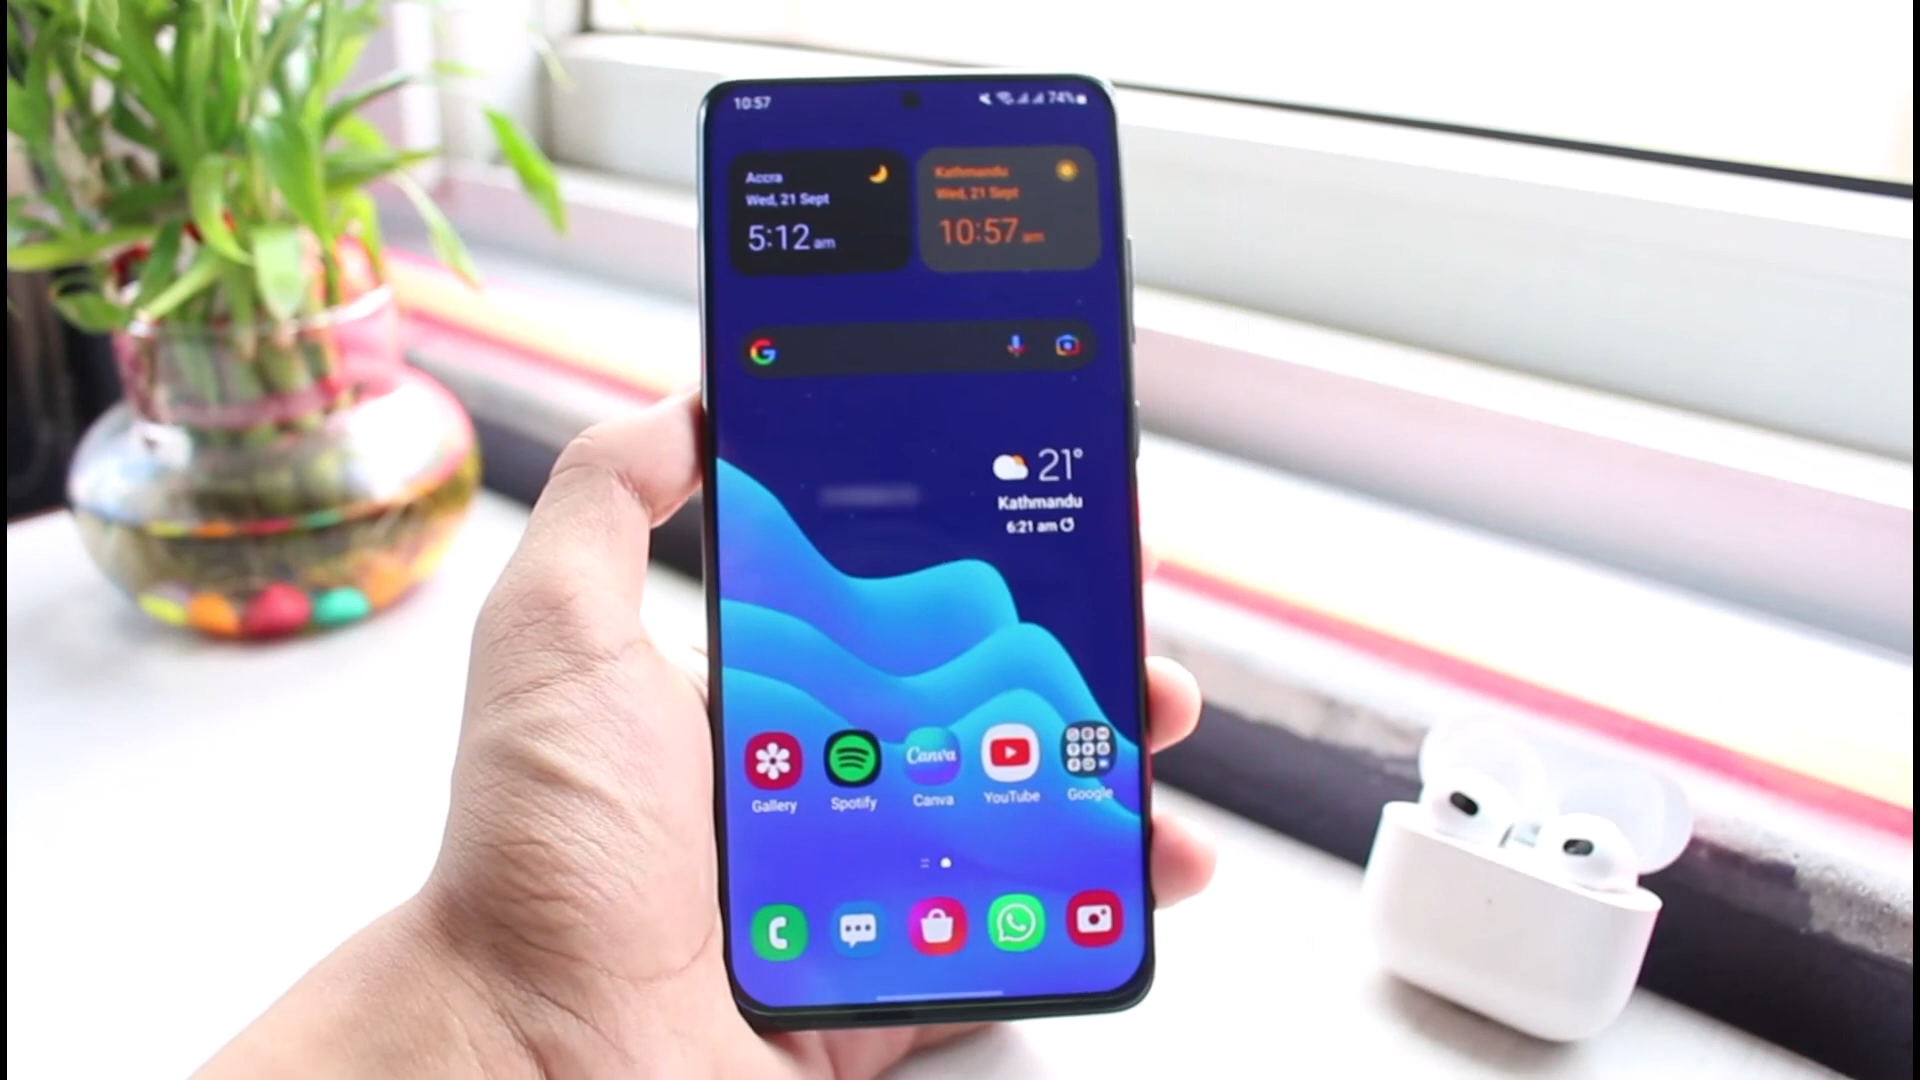 10:57
74%
Accra
Wed, 21 Sept
5:12 am
Kathmandu
Wed, 21 Sept
10:57 am
21°
Kathmandu
6:21 am
Canva
Gallery
Spotify
Canva
YouTube
Google